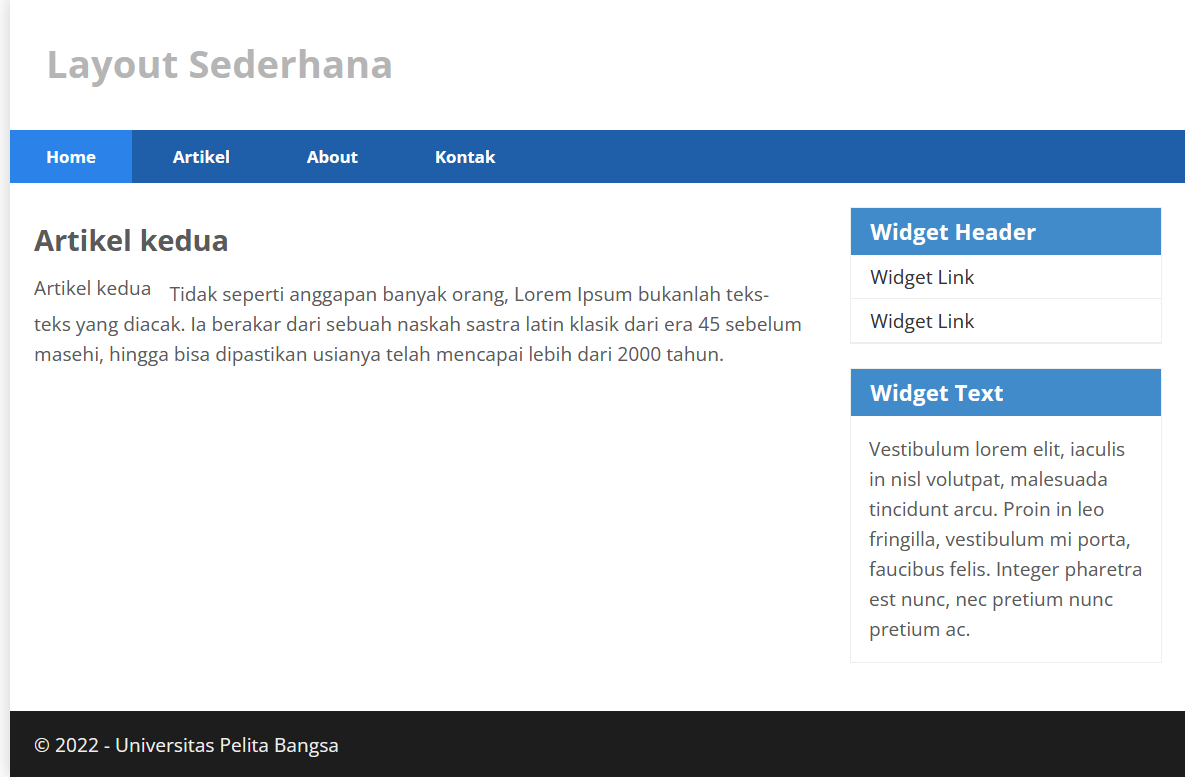 Layout Sederhana
Home Artikel About Kontak
Artikel kedua
Artikel kedua Tidak seperti anggapan banyak orang, Lorem Ipsum bukanlah teks-
teks yang diacak. Ia berakar dari sebuah naskah sastra latin klasik dari era 45 sebelum
masehi, hingga bisa dipastikan usianya telah mencapai lebih dari 2000 tahun.
Widget Header
Widget Link
Widget Link
Widget Text
Vestibulum lorem elit, iaculis
in nisl volutpat, malesuada
tincidunt arcu. Proin in leo
fringilla, vestibulum mi porta,
faucibus felis. Integer pharetra
est nunc, nec pretium nunc
pretium ac.
© 2022 - Universitas Pelita Bangsa